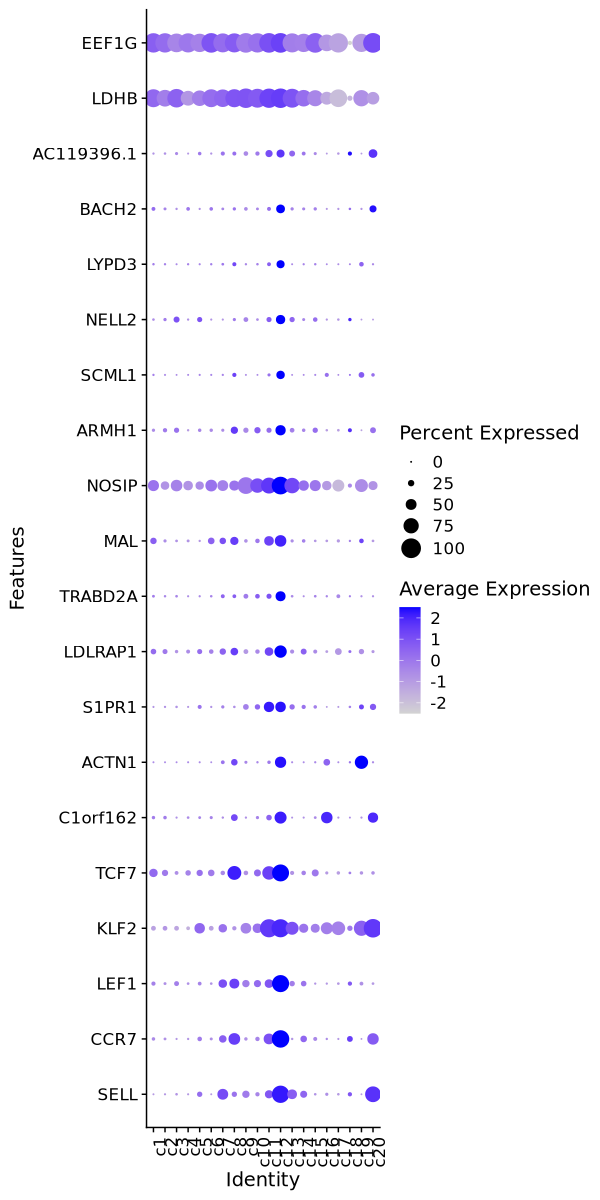 EEF1G
LDHB
AC119396.1
BACH2
LYPD3
NELL2
SCML1
ARMH1
NOSIP
MAL
TRABD2A
LDLRAP1
S1PR1
ACTN1
C1orf162
TCF7
KLF2
LEF1
CCR7
SELL
Features
c1 c2 c3 c4 c5 c6 c7 c8 c9 c10 c11 c12 c13 c14 c15 c16 c17 c18 c19 c20
Identity
Percent Expressed
0
25
50
75
100
Average Expression
2
1
0
-1
-2